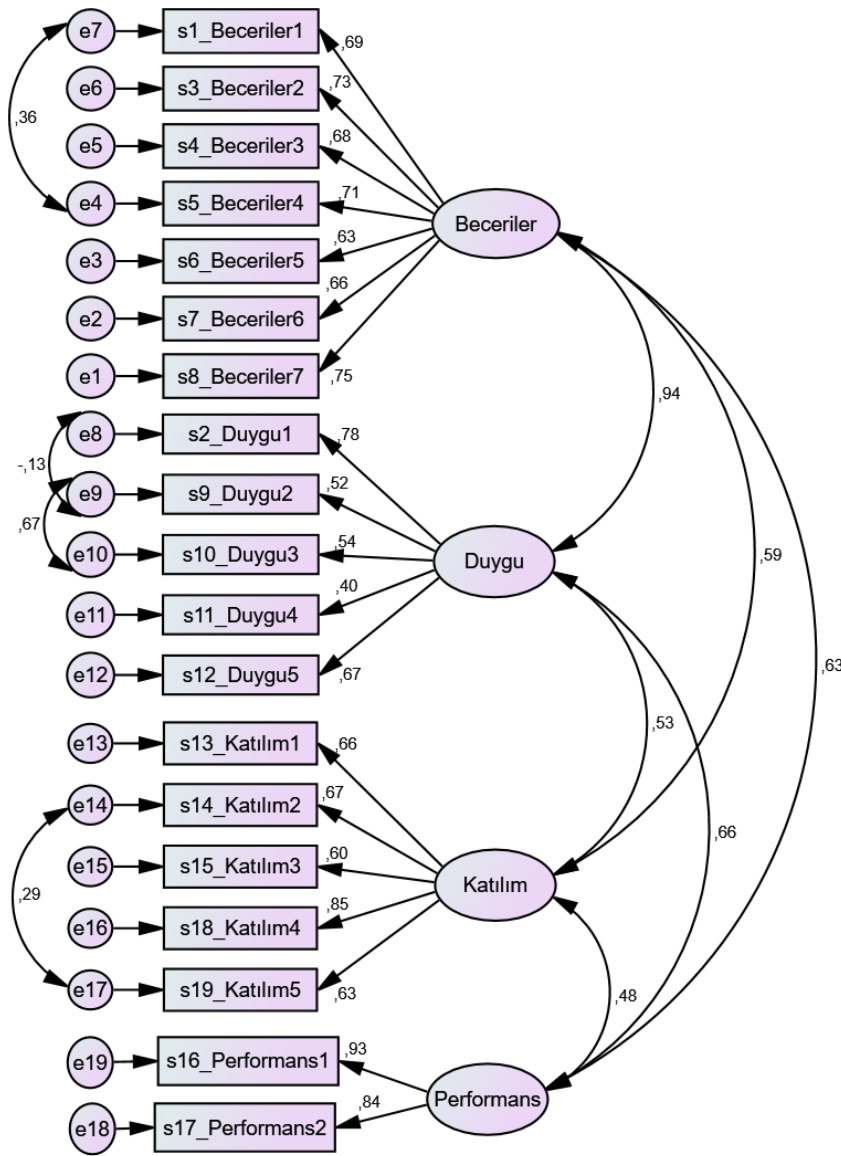 e7
s1_Beceriler1
,69
e6
s3_Beceriler2
,73
,36
e5
s4_Beceriler3
,68
e4
s5_Beceriler4
,71
Beceriler
e3
s6_Beceriler5
,63
e2
s7_Beceriler6
,66
e1
s8_Beceriler7
,75
,94
e8
s2_Duygu1
,78
-,13
e9
s9_Duygu2
,52
,67
e10
s10_Duygu3
,54
Duygu
,59
e11
s11_Duygu4
,40
e12
s12_Duygu5
,67
,63
e13
s13_Katılım1
,66
,53
e14
s14_Katılım2
,67
,66
e15
s15_Katılım3
,60
Katılım
,29
e16
s18_Katılım4
,85
e17
s19_Katılım5
,63
,48
e19
s16_Performans1
,93
Performans
e18
s17_Performans2
,84